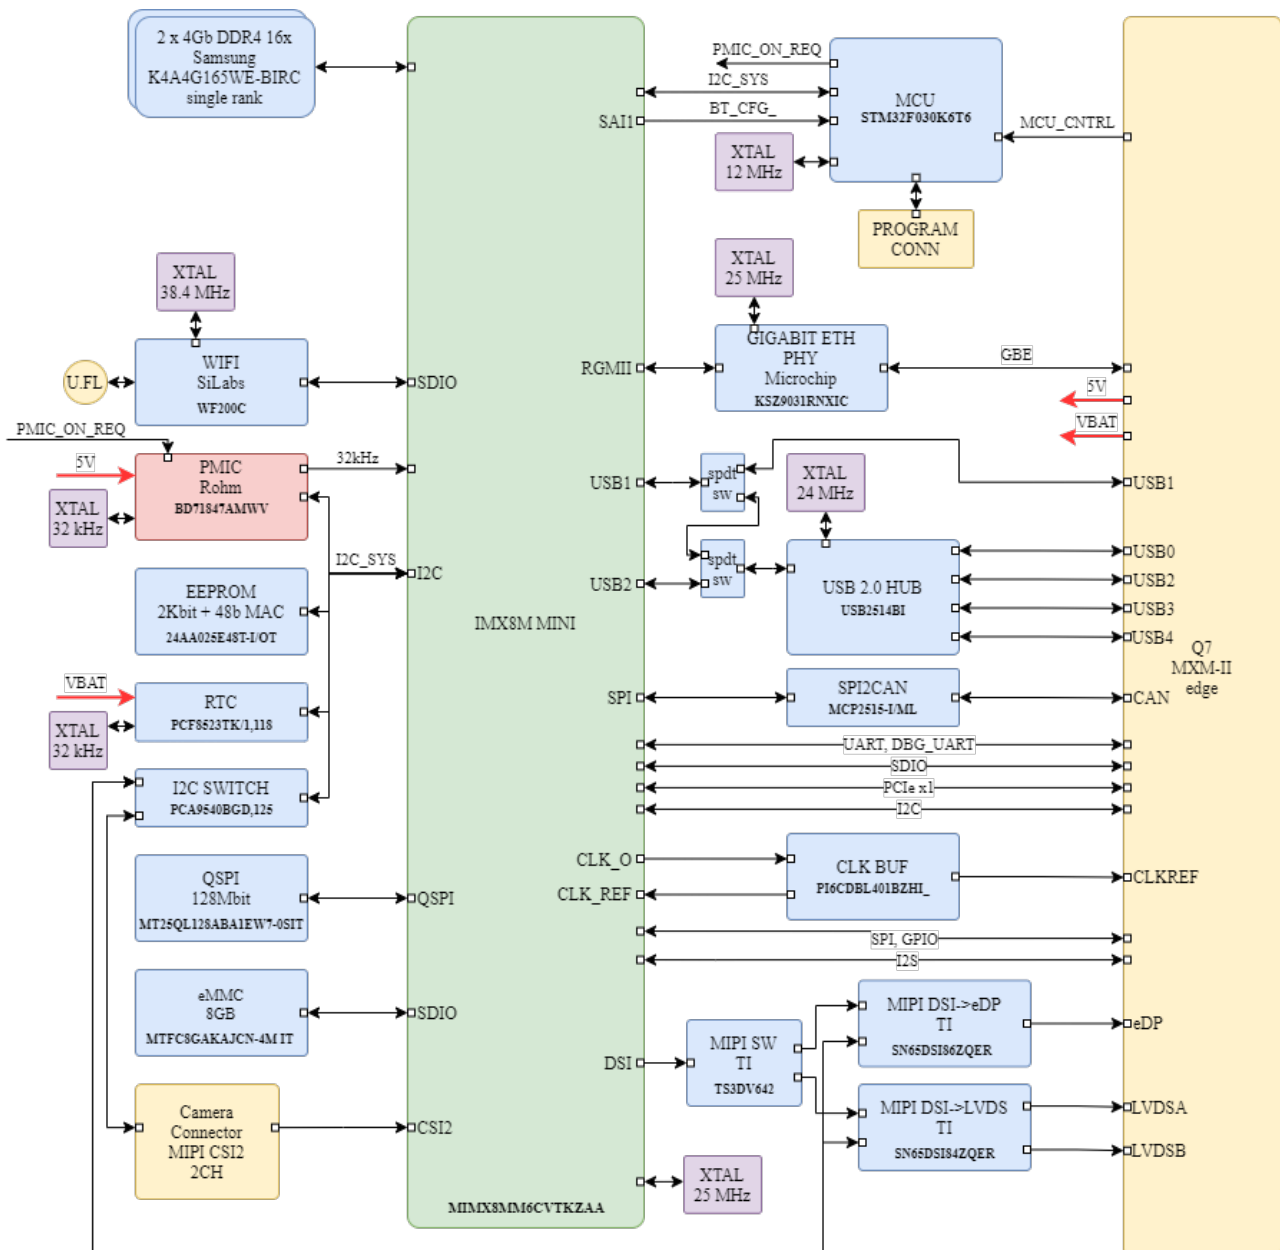 2 x 4Gb DDR4 16x
Samsung
K4A4G165WE-BIRC
single rank
PMIC_ON_REQ
I2C_SYS
BT_CFG_
SAI1
MCU
STM32F030K6T6
MCU_CNTRL
XTAL
12 MHz
PROGRAM
CONN
XTAL
38.4 MHz
XTAL
25 MHz
WIFI
SiLabs
WF200C
U.FL
SDIO
RGMII
GIGABIT ETH
PHY
Microchip
KSZ9031RNXIC
GBE
5V
VBAT
PMIC_ON_REQ
5V
PMIC
Rohm
BD71847AMWV
32kHz
XTAL
32 kHz
USB1
spdt
sw
XTAL
24 MHz
USB1
I2C_SYS
I2C
EEPROM
2Kbit + 48b MAC
24AA025E48T-I/OT
USB2
spdt
sw
USB 2.0 HUB
USB2514BI
USB0
USB2
USB3
USB4
IMX8M MINI
Q7
MXM-II
edge
VBAT
RTC
PCF8523TK/1,118
XTAL
32 kHz
SPI
SPI2CAN
MCP2515-I/ML
CAN
UART, DBG_UART
SDIO
PCIe x1
I2C
I2C SWITCH
PCA9540BGD,125
CLK_O
CLK_REF
CLK BUF
PI6CDBL401BZHI_
CLKREF
QSPI
128Mbit
MT25QL128ABA1EW7-0SIT
QSPI
SPI, GPIO
I2S
eMMC
8GB
MTFC8GAKAJCN-4M IT
SDIO
DSI
MIPI SW
TI
TS3DV642
MIPI DSI->eDP
TI
SN65DSI86ZQER
eDP
MIPI DSI->LVDS
TI
SN65DSI84ZQER
LVDSA
LVDSB
Camera
Connector
MIPI CSI2
2CH
CSI2
XTAL
25 MHz
MIMX8MM6CVTKZAA